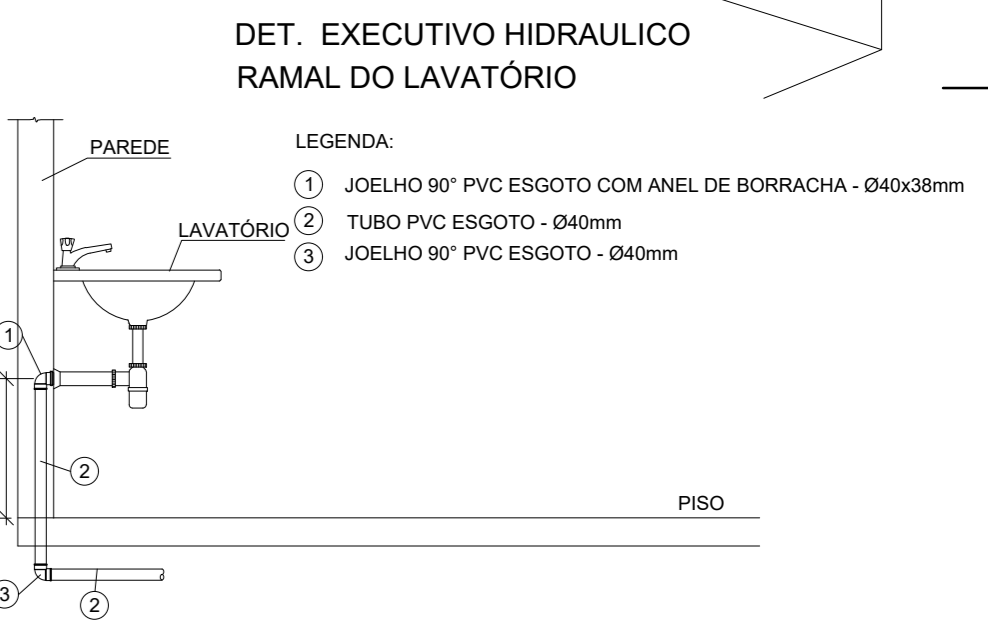 DET. EXECUTIVO HIDRAULICO
RAMAL DO LAVATÓRIO
PAREDE
LEGENDA:
1 JOELHO 90° PVC ESGOTO COM ANEL DE BORRACHA - Ø40x38mm
LAVATÓRIO
2 TUBO PVC ESGOTO - Ø40mm
3 JOELHO 90° PVC ESGOTO - Ø40mm
1
2
PISO
3
2